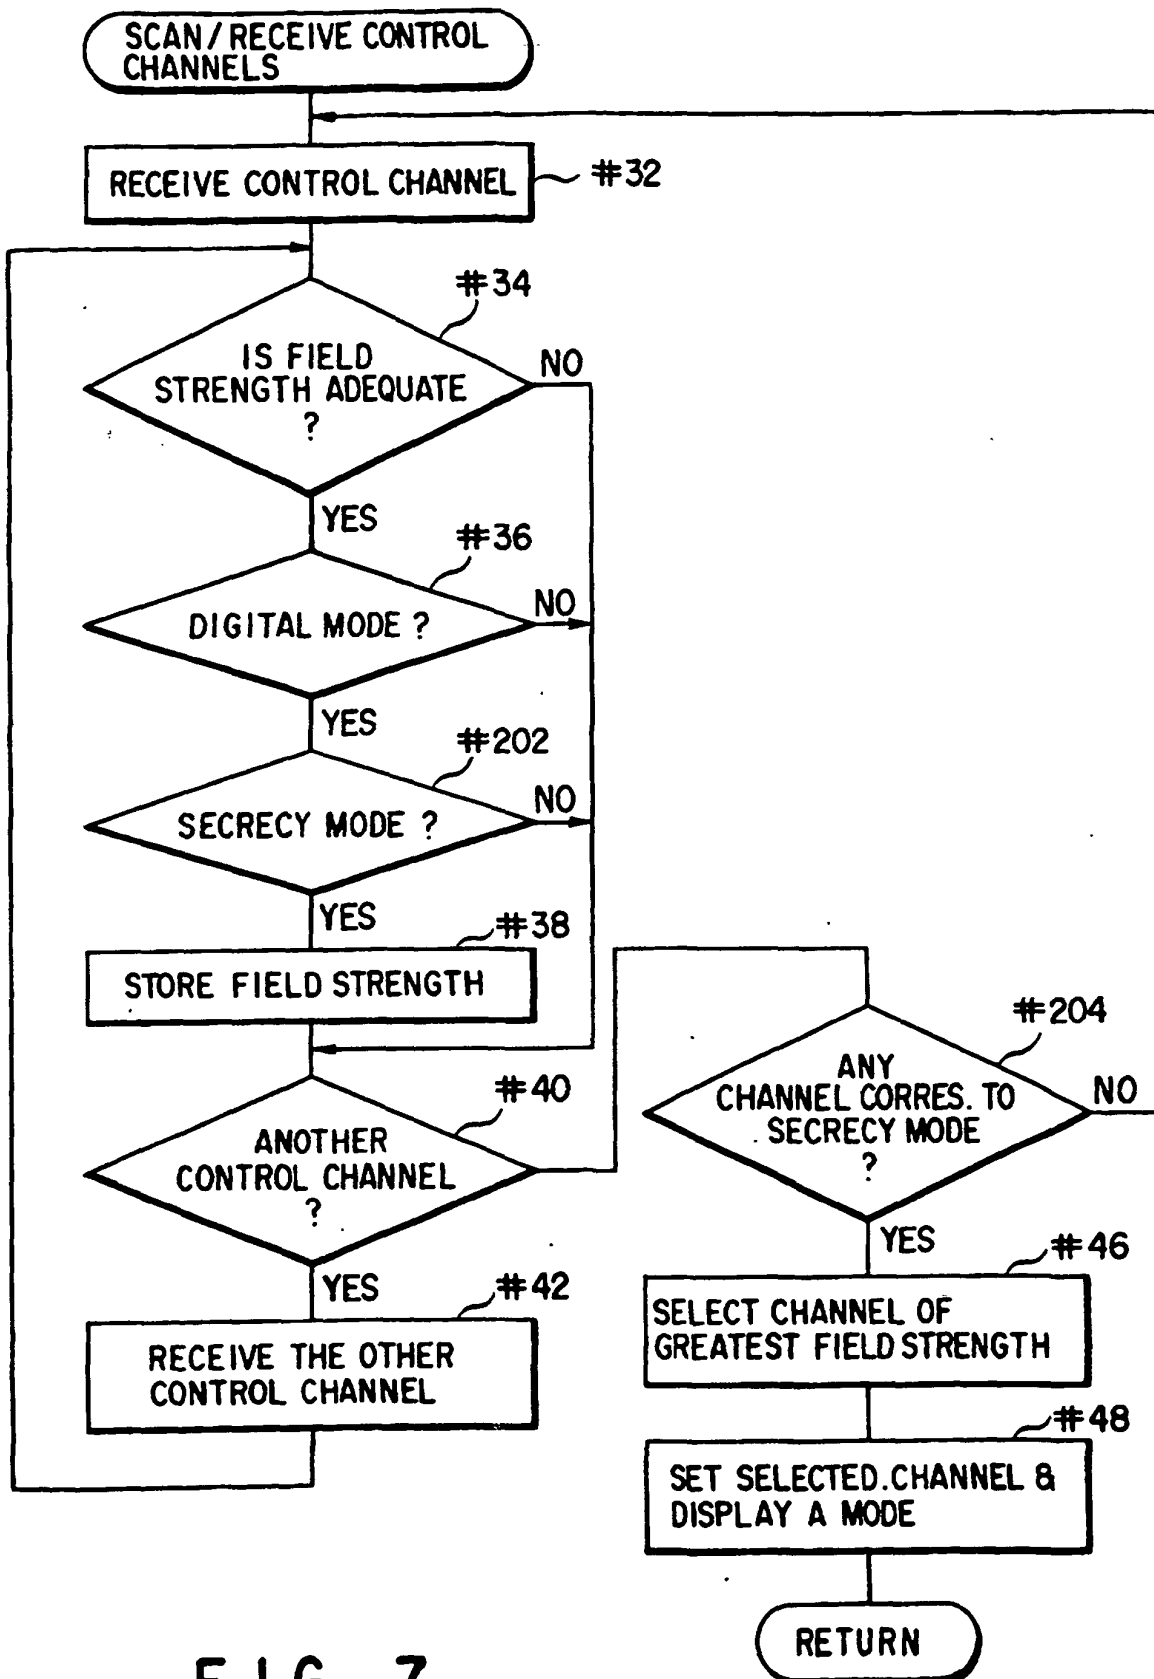 SCAN/RECEIVE CONTROL
CHANNELS
RECEIVE CONTROL CHANNEL
#32
#34
IS FIELD
STRENGTH ADEQUATE
?
NO
YES
#36
DIGITAL MODE ?
NO
YES
#202
SECRECY MODE ?
NO
YES
#38
STORE FIELD STRENGTH
#40
ANOTHER
CONTROL CHANNEL
?
YES
#42
RECEIVE THE OTHER
CONTROL CHANNEL
#204
ANY
CHANNEL CORRES. TO
SECRECY MODE
?
NO
YES
#46
SELECT CHANNEL OF
GREATEST FIELD STRENGTH
#48
SET SELECTED.CHANNEL &
DISPLAY A MODE
RETURN
FIG. 7